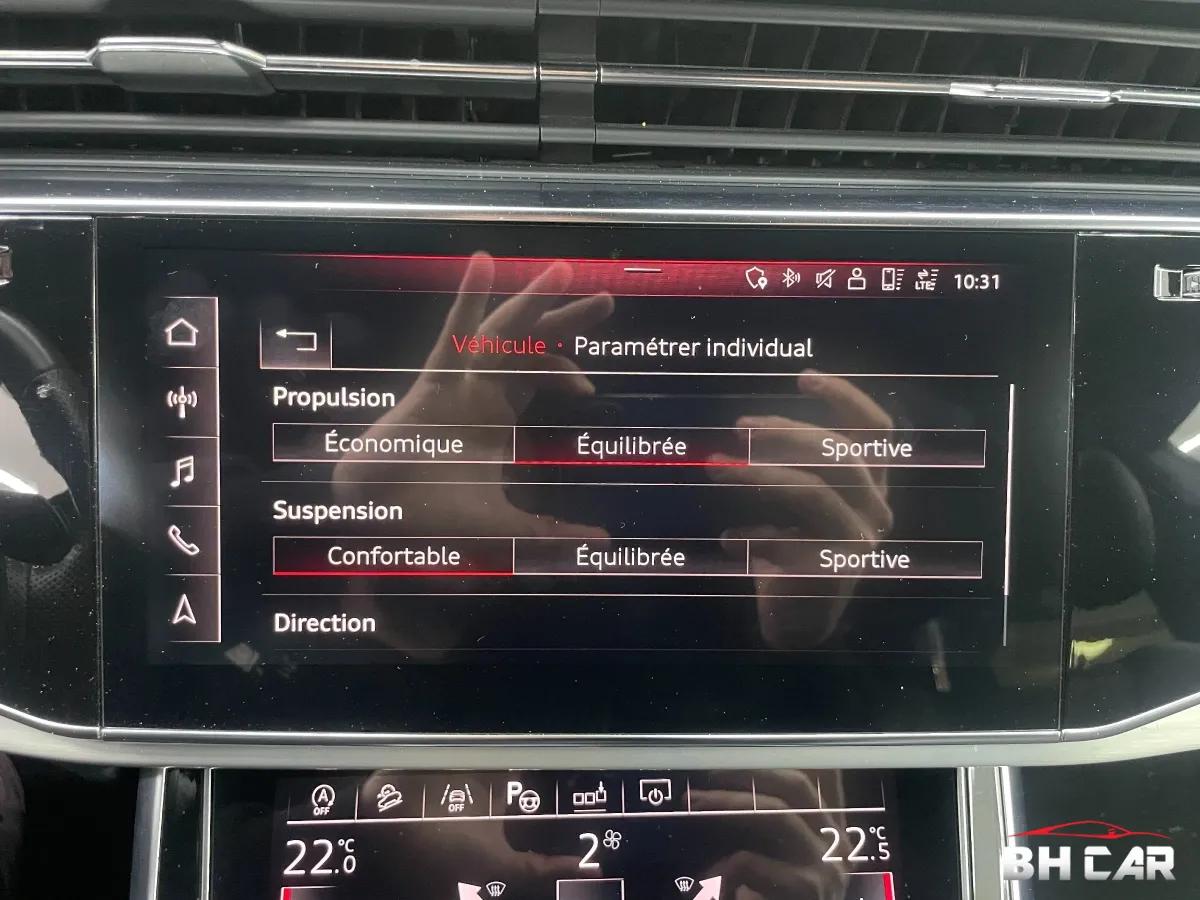 LTE 10:31
Véhicule • Paramétrer individual
Propulsion
Économique Équilibrée Sportive
Suspension
Confortable Équilibrée Sportive
Direction
A OFF OFF P
22.0 °C 2 22.5 °C
BH CAR